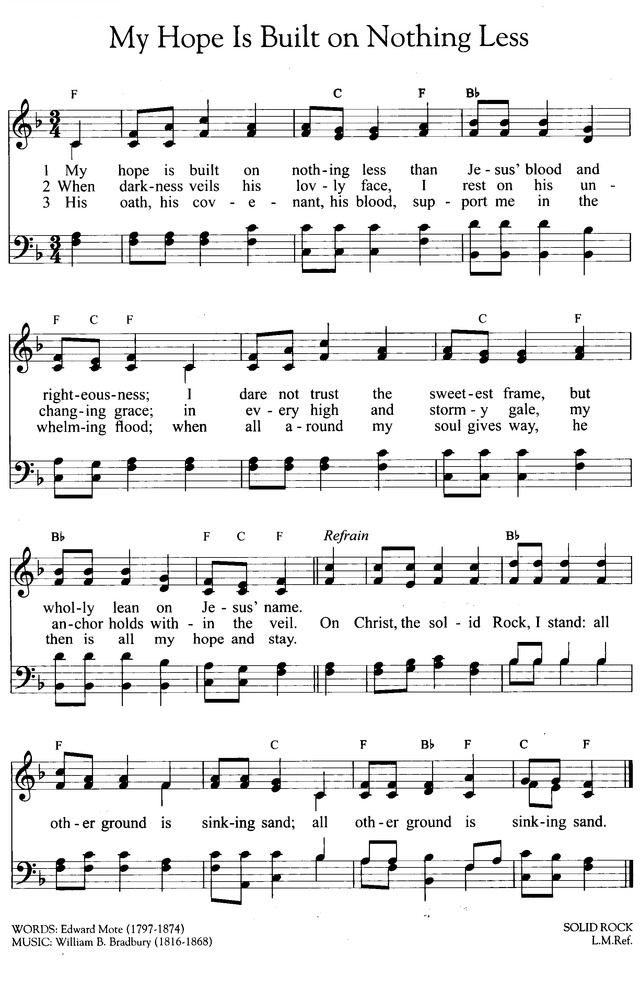 My Hope Is Built on Nothing Less
F C F B♭
1 My hope is built on noth-ing less than Je-sus' blood and
2 When dark-ness veils his lov-ly face, I rest on his un-
3 His oath, his cov-e-nant, his blood, sup-port me in the
F C F C F
right-eous-ness; I dare not trust the sweet-est frame, but
chang-ing grace; in ev-ery high and storm-y gale, my
whelm-ing flood; when all a-round my soul gives way, he
B♭ F C F Refrain B♭
whol-ly lean on Je-sus' name.
an-chor holds with-in the veil. On Christ, the sol-id Rock, I stand: all
then is all my hope and stay.
F C F B♭ F C F
oth-er ground is sink-ing sand; all oth-er ground is sink-ing sand.
WORDS: Edward Mote (1797-1874) SOLID ROCK
MUSIC: William B. Bradbury (1816-1868) L.M.Ref.